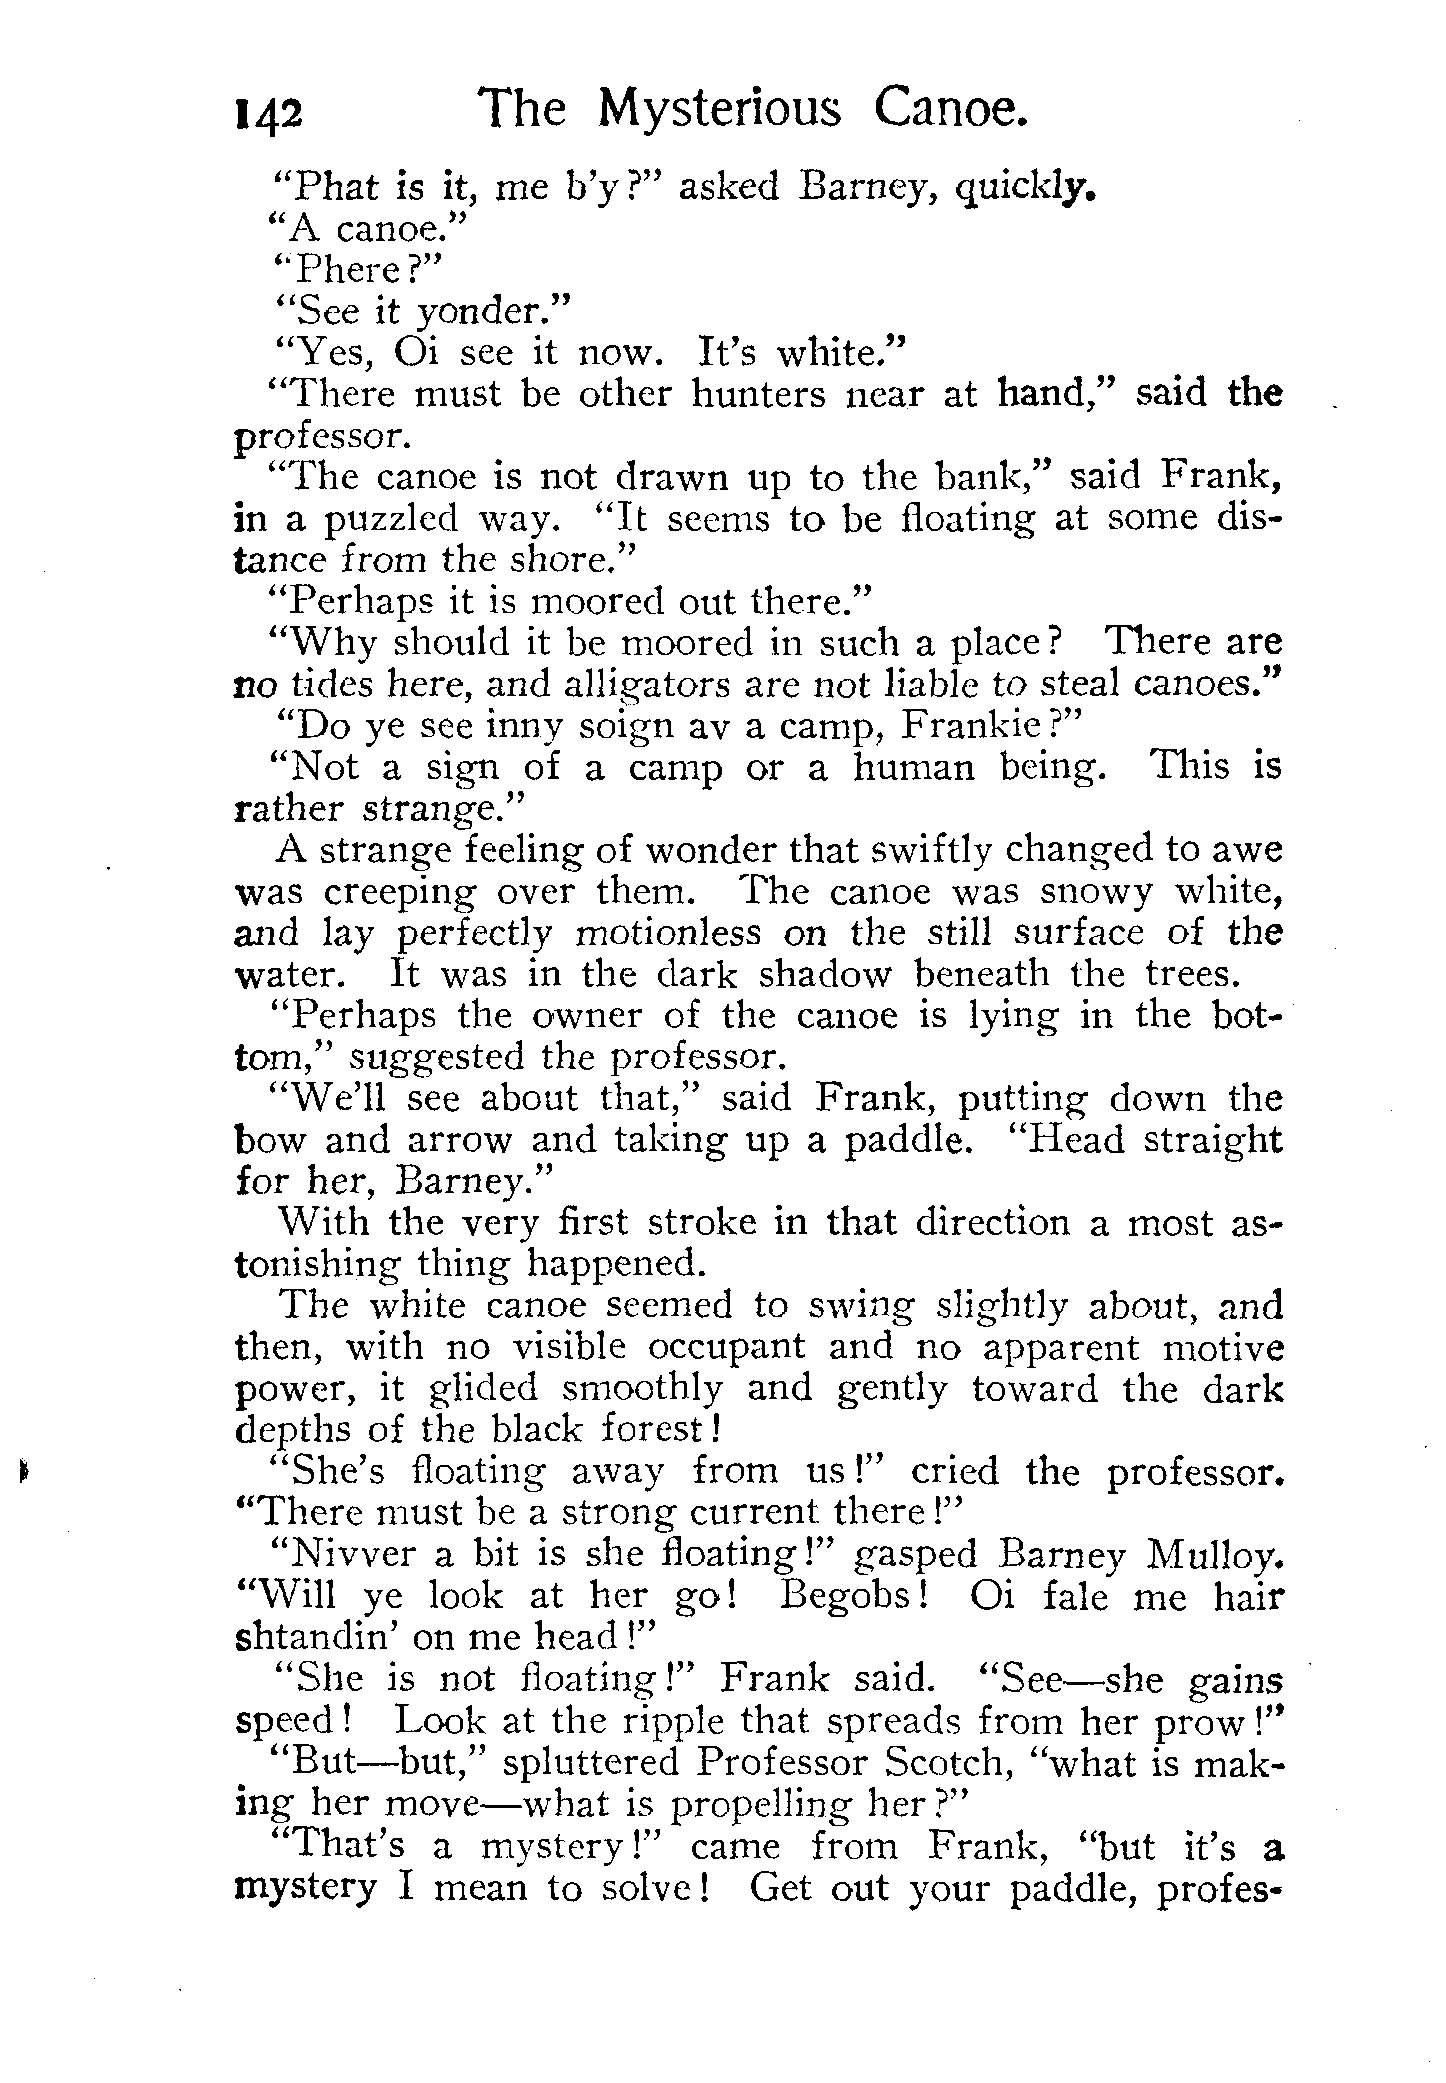 142 The Mysterious Canoe.
“Phat is it, me b’y?” asked Barney, quickly.
“A canoe.”
“Phere?”
“See it yonder.”
“Yes, Oi see it now. It’s white.”
“There must be other hunters near at hand,” said the
professor.
“The canoe is not drawn up to the bank,” said Frank,
in a puzzled way. “It seems to be floating at some dis-
tance from the shore.”
“Perhaps it is moored out there.”
“Why should it be moored in such a place? There are
no tides here, and alligators are not liable to steal canoes.”
“Do ye see inny soign av a camp, Frankie?”
“Not a sign of a camp or a human being. This is
rather strange.”
A strange feeling of wonder that swiftly changed to awe
was creeping over them. The canoe was snowy white,
and lay perfectly motionless on the still surface of the
water. It was in the dark shadow beneath the trees.
“Perhaps the owner of the canoe is lying in the bot-
tom,” suggested the professor.
“We’ll see about that,” said Frank, putting down the
bow and arrow and taking up a paddle. “Head straight
for her, Barney.”
With the very first stroke in that direction a most as-
tonishing thing happened.
The white canoe seemed to swing slightly about, and
then, with no visible occupant and no apparent motive
power, it glided smoothly and gently toward the dark
depths of the black forest!
“She’s floating away from us!” cried the professor.
“There must be a strong current there!”
“Nivver a bit is she floating!” gasped Barney Mulloy.
“Will ye look at her go! Begobs! Oi fale me hair
shtandin’ on me head!”
“She is not floating!” Frank said. “See—she gains
speed! Look at the ripple that spreads from her prow!”
“But—but,” spluttered Professor Scotch, “what is mak-
ing her move—what is propelling her?”
“That’s a mystery!” came from Frank, “but it’s a
mystery I mean to solve! Get out your paddle, profes-